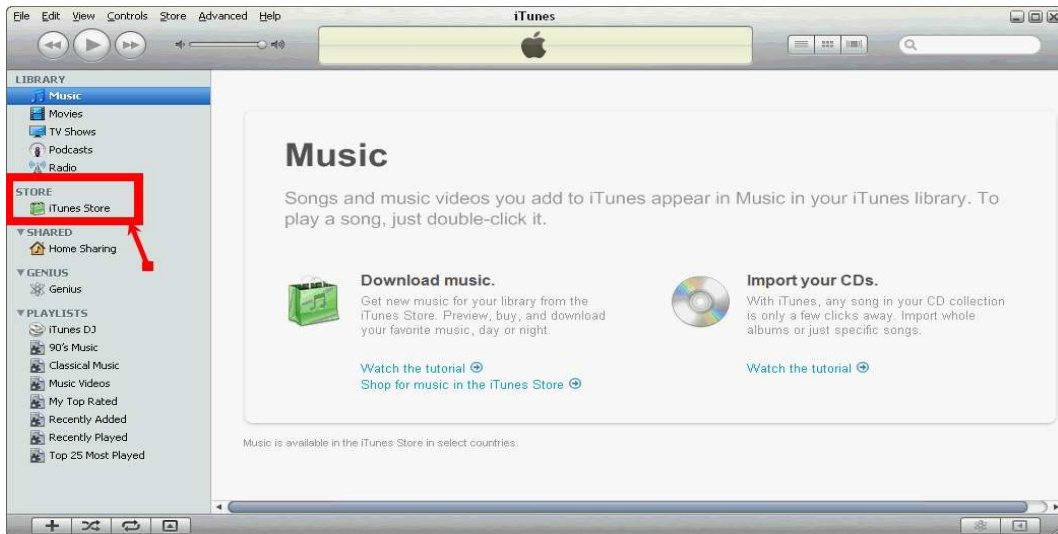 File Edit View Controls Store Advanced Help
iTunes
LIBRARY
Music
Movies
TV Shows
Podcasts
Radio
STORE
iTunes Store
SHARED
Home Sharing
GENIUS
Genius
PLAYLISTS
iTunes DJ
90's Music
Classical Music
Music Videos
My Top Rated
Recently Added
Recently Played
Top 25 Most Played
Music
Songs and music videos you add to iTunes appear in Music in your iTunes library. To
play a song, just double-click it.
Download music.
Get new music for your library from the
iTunes Store. Preview, buy, and download
your favorite music, day or night.
Watch the tutorial
Shop for music in the iTunes Store
Import your CDs.
With iTunes, any song in your CD collection
is only a few clicks away. Import whole
albums or just specific songs.
Watch the tutorial
Music is available in the iTunes Store in select countries.